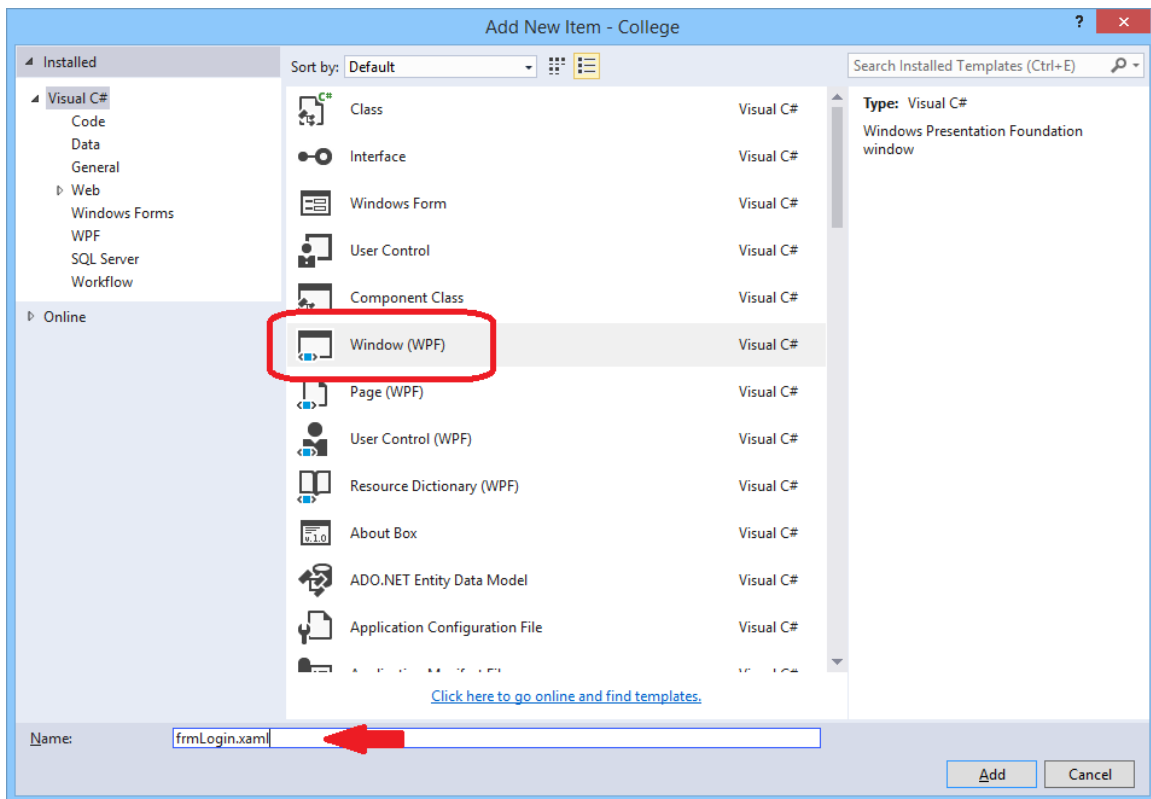 Add New Item - College
?
Installed
Visual C#
Code
Data
General
Web
Windows Forms
WPF
SQL Server
Workflow
Online
Sort by: Default
Class Visual C#
Interface Visual C#
Windows Form Visual C#
User Control Visual C#
Component Class Visual C#
Window (WPF) Visual C#
Page (WPF) Visual C#
User Control (WPF) Visual C#
Resource Dictionary (WPF) Visual C#
About Box Visual C#
ADO.NET Entity Data Model Visual C#
Application Configuration File Visual C#
Click here to go online and find templates.
Search Installed Templates (Ctrl+E)
Type: Visual C#
Windows Presentation Foundation
window
Name: frmLogin.xaml
Add Cancel